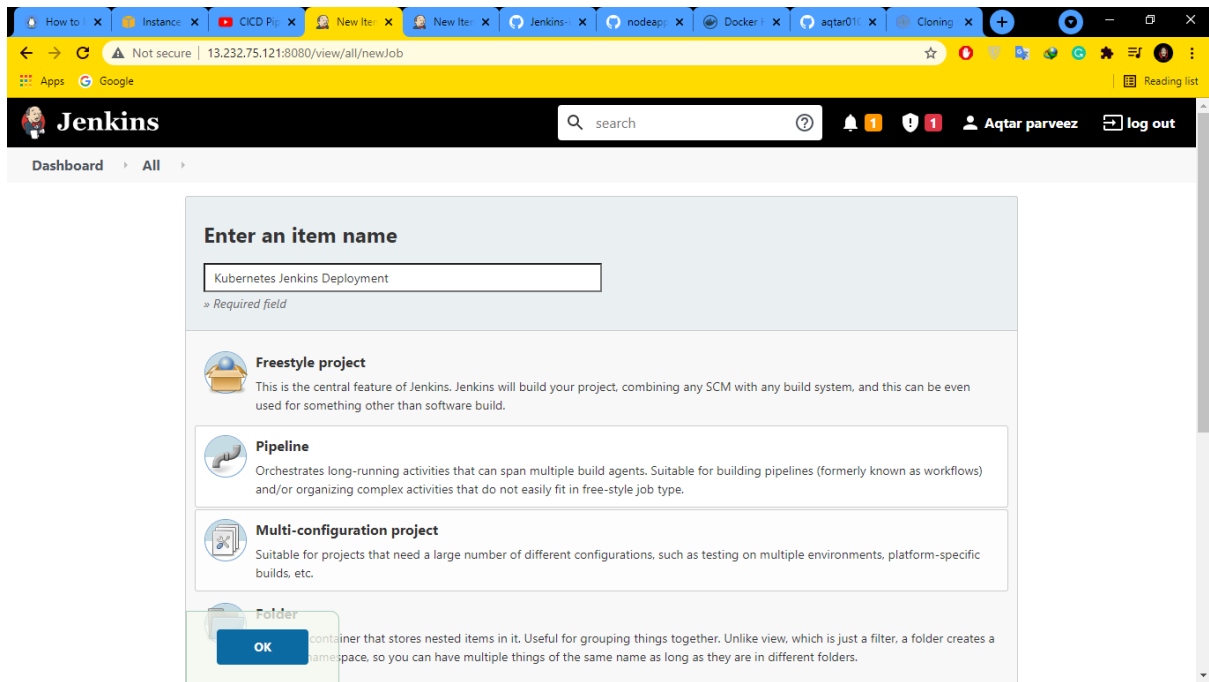 How to I
Instance
CICD Pip
New Iter
New Iter
Jenkins-
nodeapp
Docker H
aqtar01
Cloning
Not secure | 13.232.75.121:8080/view/all/newJob
Apps Google
Reading list
Jenkins
search
1
1
Aqtar parveez
log out
Dashboard
All
Enter an item name
Kubernetes Jenkins Deployment
» Required field
Freestyle project
This is the central feature of Jenkins. Jenkins will build your project, combining any SCM with any build system, and this can be even
used for something other than software build.
Pipeline
Orchestrates long-running activities that can span multiple build agents. Suitable for building pipelines (formerly known as workflows)
and/or organizing complex activities that do not easily fit in free-style job type.
Multi-configuration project
Suitable for projects that need a large number of different configurations, such as testing on multiple environments, platform-specific
builds, etc.
Folder
container that stores nested items in it. Useful for grouping things together. Unlike view, which is just a filter, a folder creates a
namespace, so you can have multiple things of the same name as long as they are in different folders.
OK